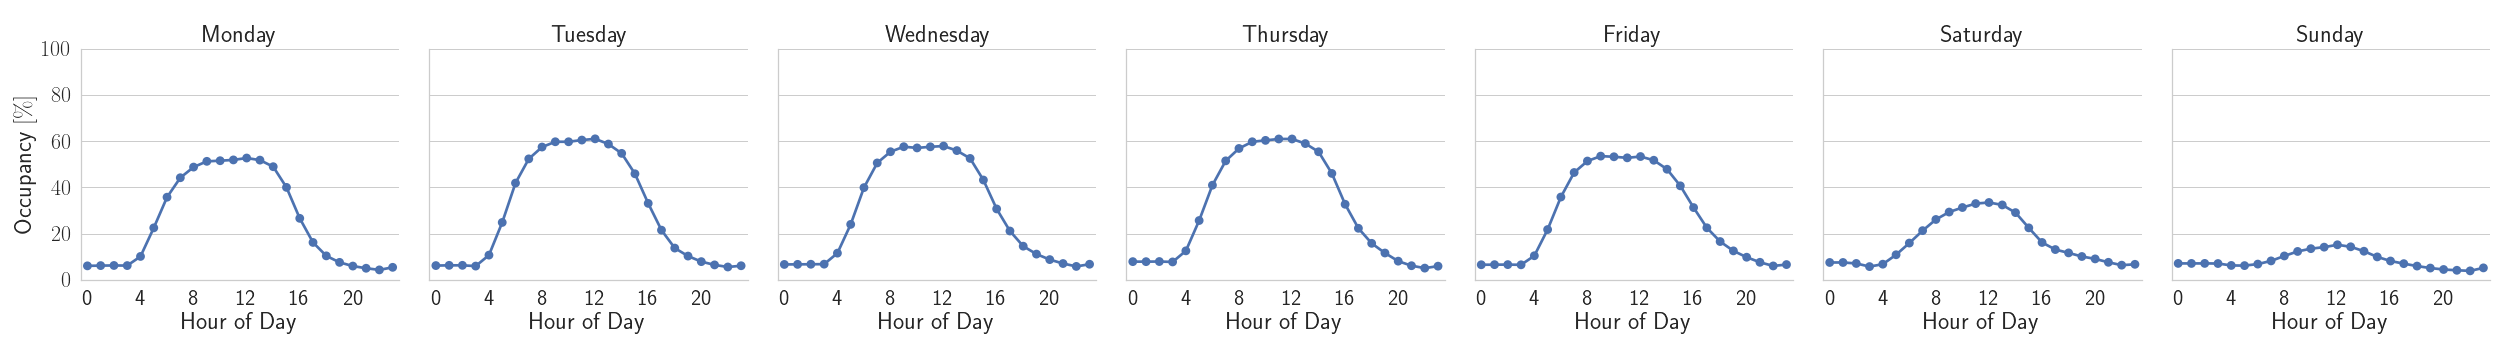 Monday Tuesday Wednesday Thursday Friday Saturday Sunday
100
80
60
40
20
0
Occupancy [%]
0 4 8 12 16 20 0 4 8 12 16 20 0 4 8 12 16 20 0 4 8 12 16 20 0 4 8 12 16 20 0 4 8 12 16 20 0 4 8 12 16 20
Hour of Day Hour of Day Hour of Day Hour of Day Hour of Day Hour of Day Hour of Day